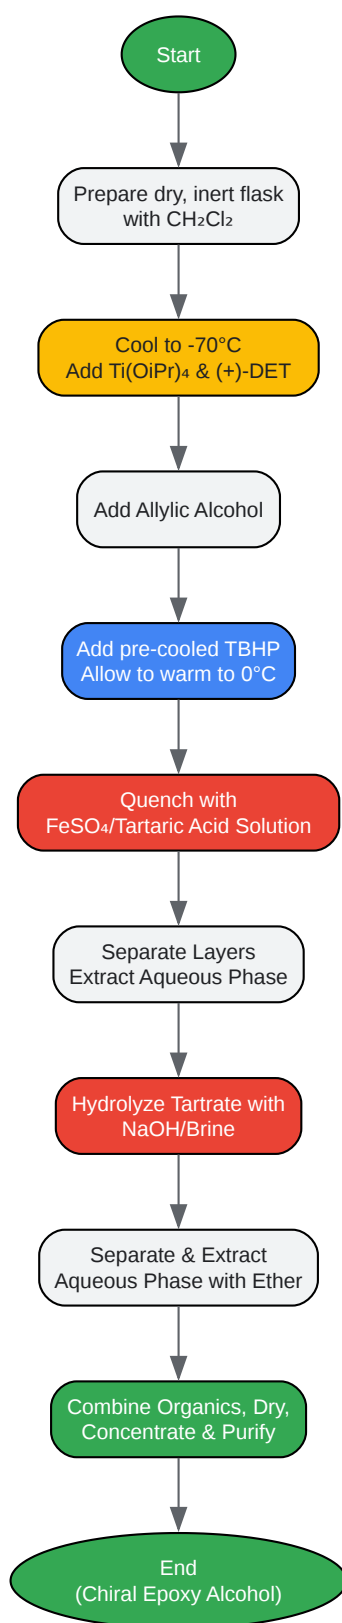 Start
Prepare dry, inert flask
with CH₂Cl₂
Cool to -70°C
Add Ti(OiPr)₄ & (+)-DET
Add Allylic Alcohol
Add pre-cooled TBHP
Allow to warm to 0°C
Quench with
FeSO₄/Tartaric Acid Solution
Separate Layers
Extract Aqueous Phase
Hydrolyze Tartrate with
NaOH/Brine
Separate & Extract
Aqueous Phase with Ether
Combine Organics, Dry,
Concentrate & Purify
End
(Chiral Epoxy Alcohol)